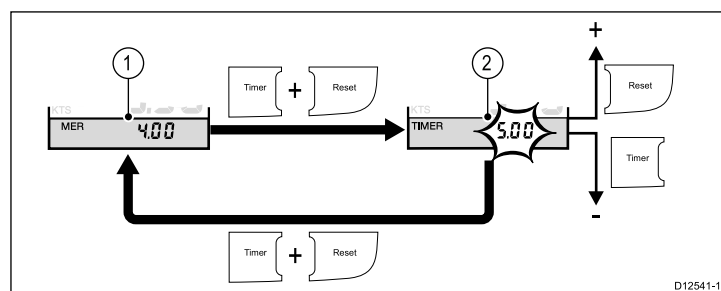 1
2
+
-
Timer + Reset
KTS
MER 4.00
KTS
TIMER 5.00
Reset
Timer
Timer + Reset
D12541-1